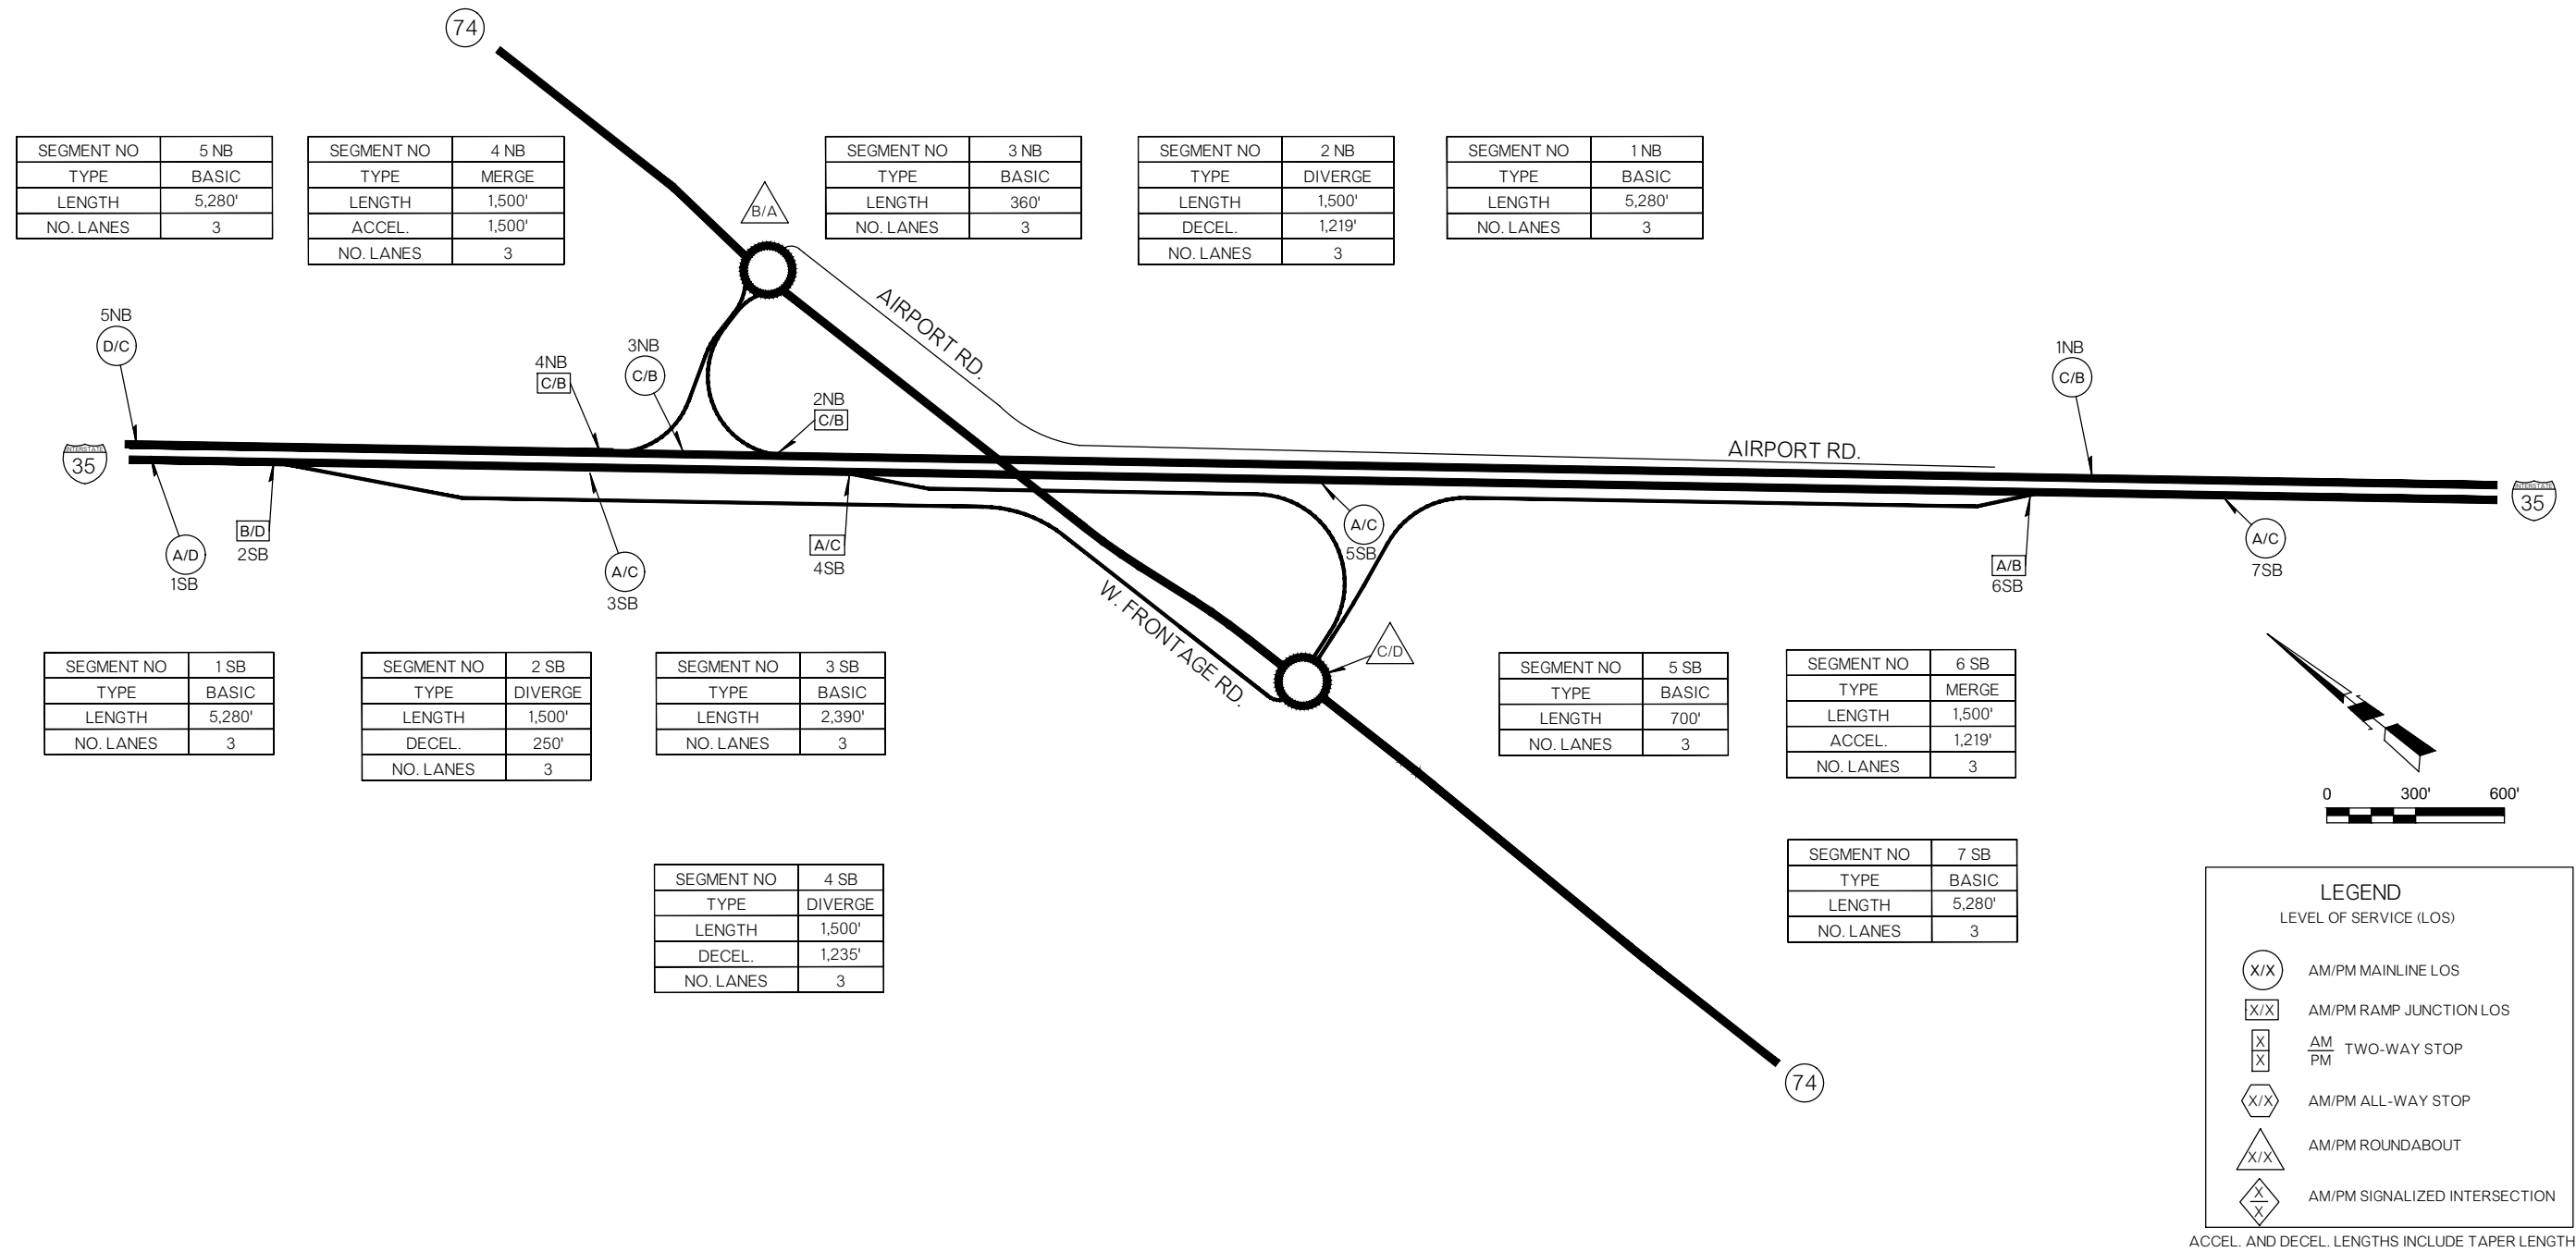 74
SEGMENT NO 5 NB
TYPE BASIC
LENGTH 5,280'
NO. LANES 3
SEGMENT NO 4 NB
TYPE MERGE
LENGTH 1,500'
ACCEL. 1,500'
NO. LANES 3
SEGMENT NO 3 NB
TYPE BASIC
LENGTH 360'
NO. LANES 3
SEGMENT NO 2 NB
TYPE DIVERGE
LENGTH 1,500'
DECEL. 1,219'
NO. LANES 3
SEGMENT NO 1 NB
TYPE BASIC
LENGTH 5,280'
NO. LANES 3
B/A
AIRPORT RD.
5NB
D/C
4NB
C/B
3NB
C/B
2NB
C/B
1NB
C/B
AIRPORT RD.
INTERSTATE
35
INTERSTATE
35
A/D
1SB
B/D
2SB
A/C
3SB
A/C
4SB
A/C
5SB
A/B
6SB
A/C
7SB
W. FRONTAGE RD.
C/D
SEGMENT NO 1 SB
TYPE BASIC
LENGTH 5,280'
NO. LANES 3
SEGMENT NO 2 SB
TYPE DIVERGE
LENGTH 1,500'
DECEL. 250'
NO. LANES 3
SEGMENT NO 3 SB
TYPE BASIC
LENGTH 2,390'
NO. LANES 3
SEGMENT NO 5 SB
TYPE BASIC
LENGTH 700'
NO. LANES 3
SEGMENT NO 6 SB
TYPE MERGE
LENGTH 1,500'
ACCEL. 1,219'
NO. LANES 3
0 300' 600'
SEGMENT NO 4 SB
TYPE DIVERGE
LENGTH 1,500'
DECEL. 1,235'
NO. LANES 3
SEGMENT NO 7 SB
TYPE BASIC
LENGTH 5,280'
NO. LANES 3
74
LEGEND
LEVEL OF SERVICE (LOS)
X/X AM/PM MAINLINE LOS
X/X AM/PM RAMP JUNCTION LOS
X
X
AM
PM
TWO-WAY STOP
X/X AM/PM ALL-WAY STOP
X/X AM/PM ROUNDABOUT
X
X
AM/PM SIGNALIZED INTERSECTION
ACCEL. AND DECEL. LENGTHS INCLUDE TAPER LENGTH